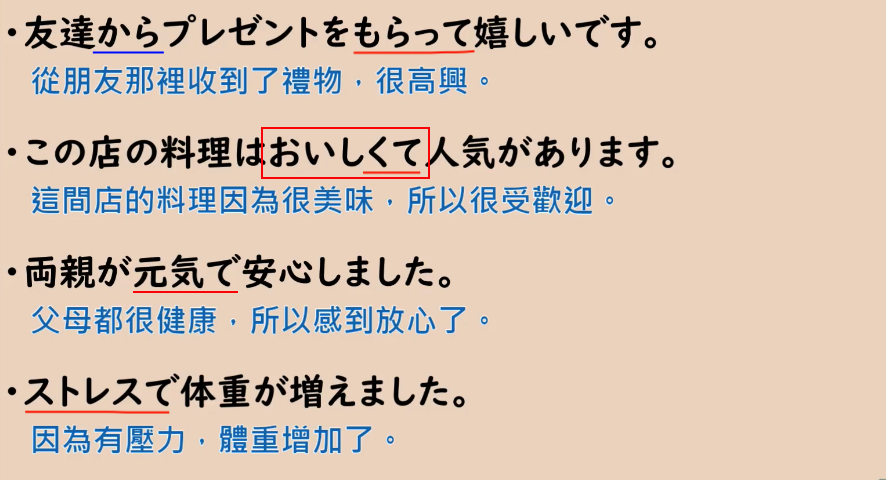 ・友達からプレゼントをもらって嬉しいです。
從朋友那裡收到了禮物，很高興。
・この店の料理はおいしくて人気があります。
這間店的料理因為很美味，所以很受歡迎。
・両親が元気で安心しました。
父母都很健康，所以感到放心了。
・ストレスで体重が増えました。
因為有壓力，體重增加了。